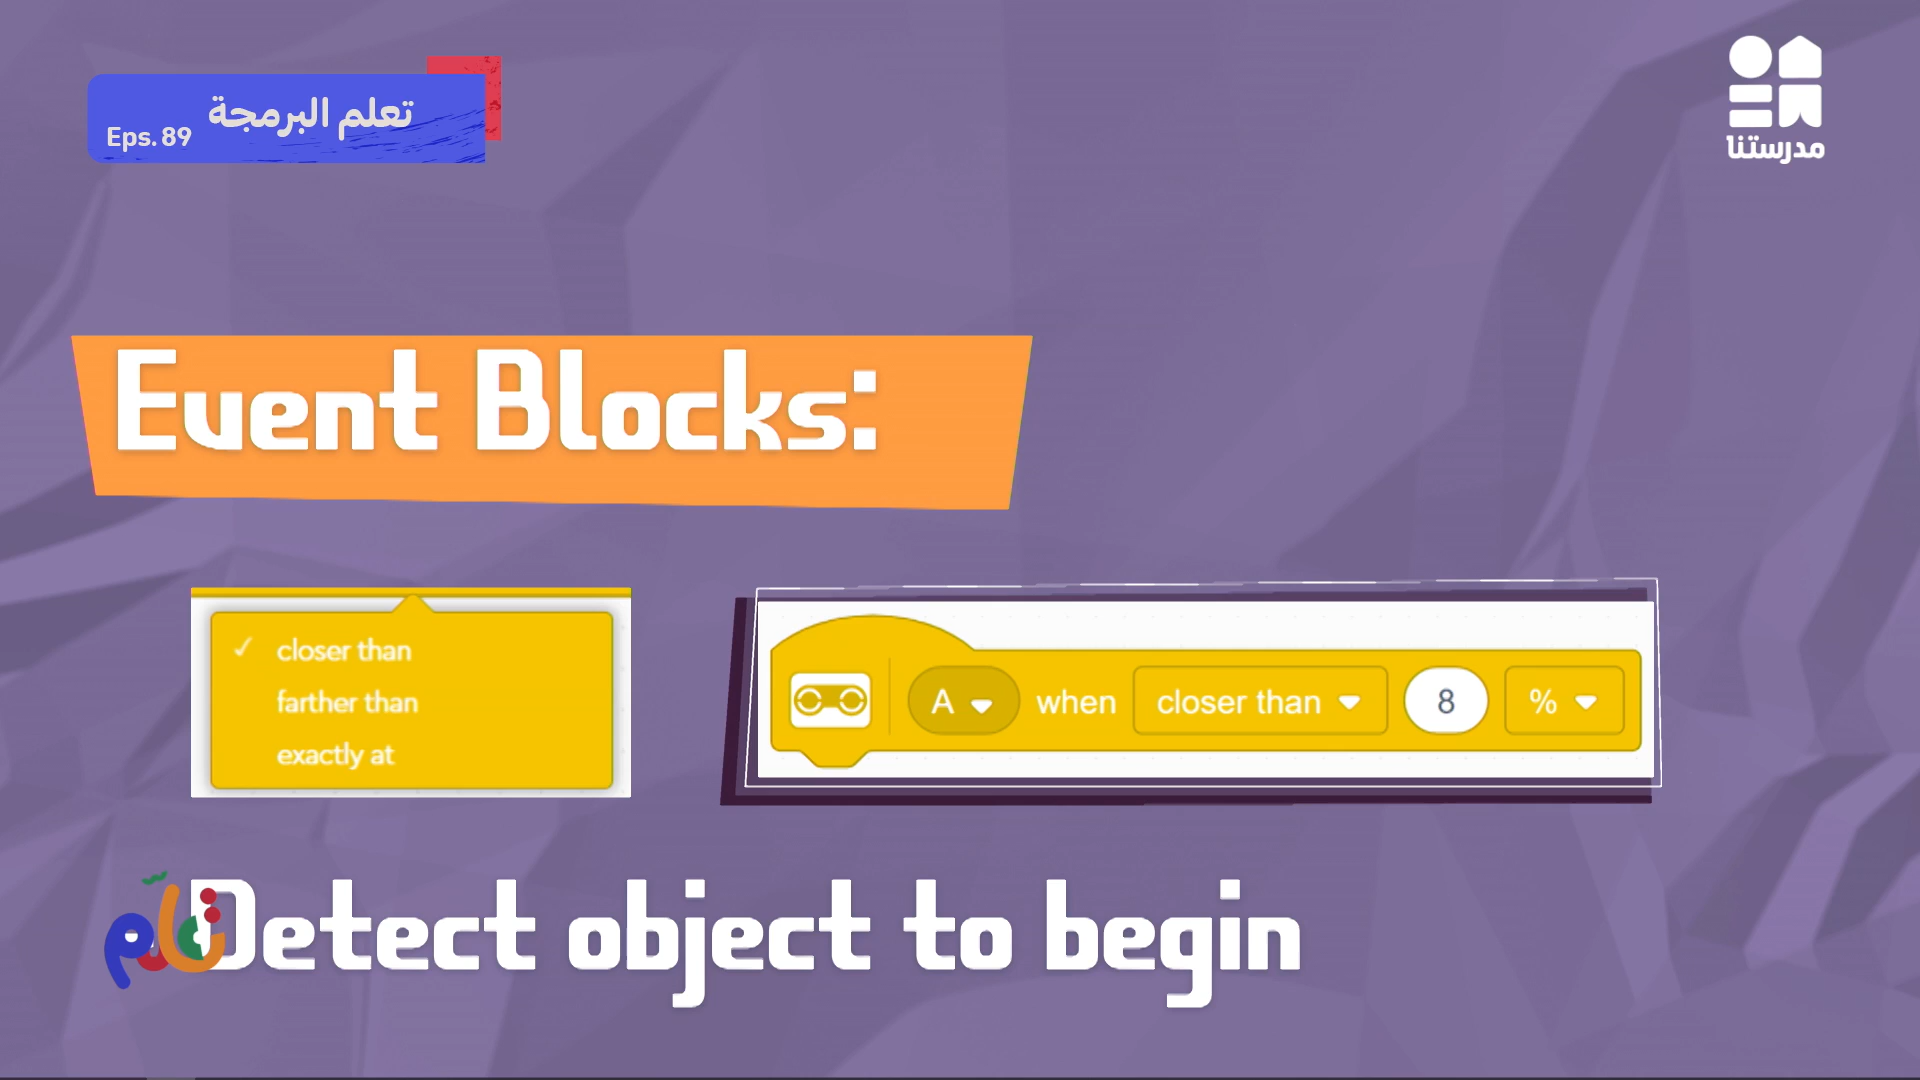 تعلم البرمجة
Eps. 89
مدرستنا
Event Blocks:
✓ closer than
farther than
exactly at
A when closer than 8 %
Detect object to begin